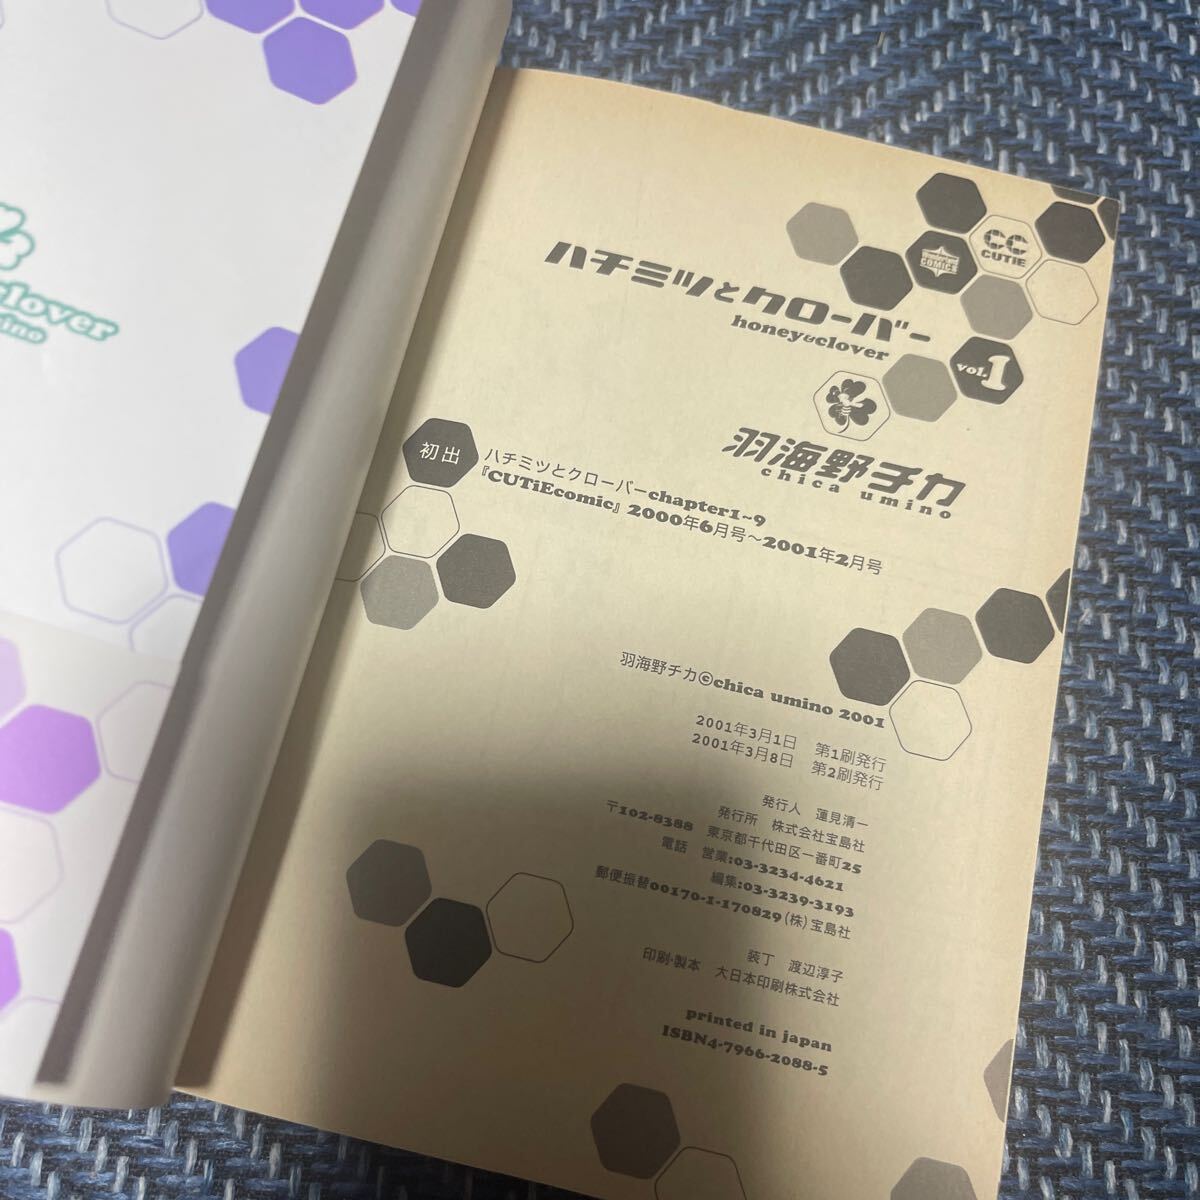 clover
CC
CUTiE
COMICS
ハチミツとクローバー
honey&clover
vol.1
羽海野チカ
chica umino
初出
ハチミツとクローバーchapter1~9
『CUTiEcomic』2000年6月号〜2001年2月号
羽海野チカ©chica umino 2001
2001年3月1日 第1刷発行
2001年3月8日 第2刷発行
発行人 蓮見清一
発行所 株式会社宝島社
〒102-8388 東京都千代田区一番町25
電話 営業:03-3234-4621
編集:03-3239-3193
郵便振替00170-1-170829(株)宝島社
装丁 渡辺淳子
印刷・製本 大日本印刷株式会社
printed in japan
ISBN4-7966-2088-5